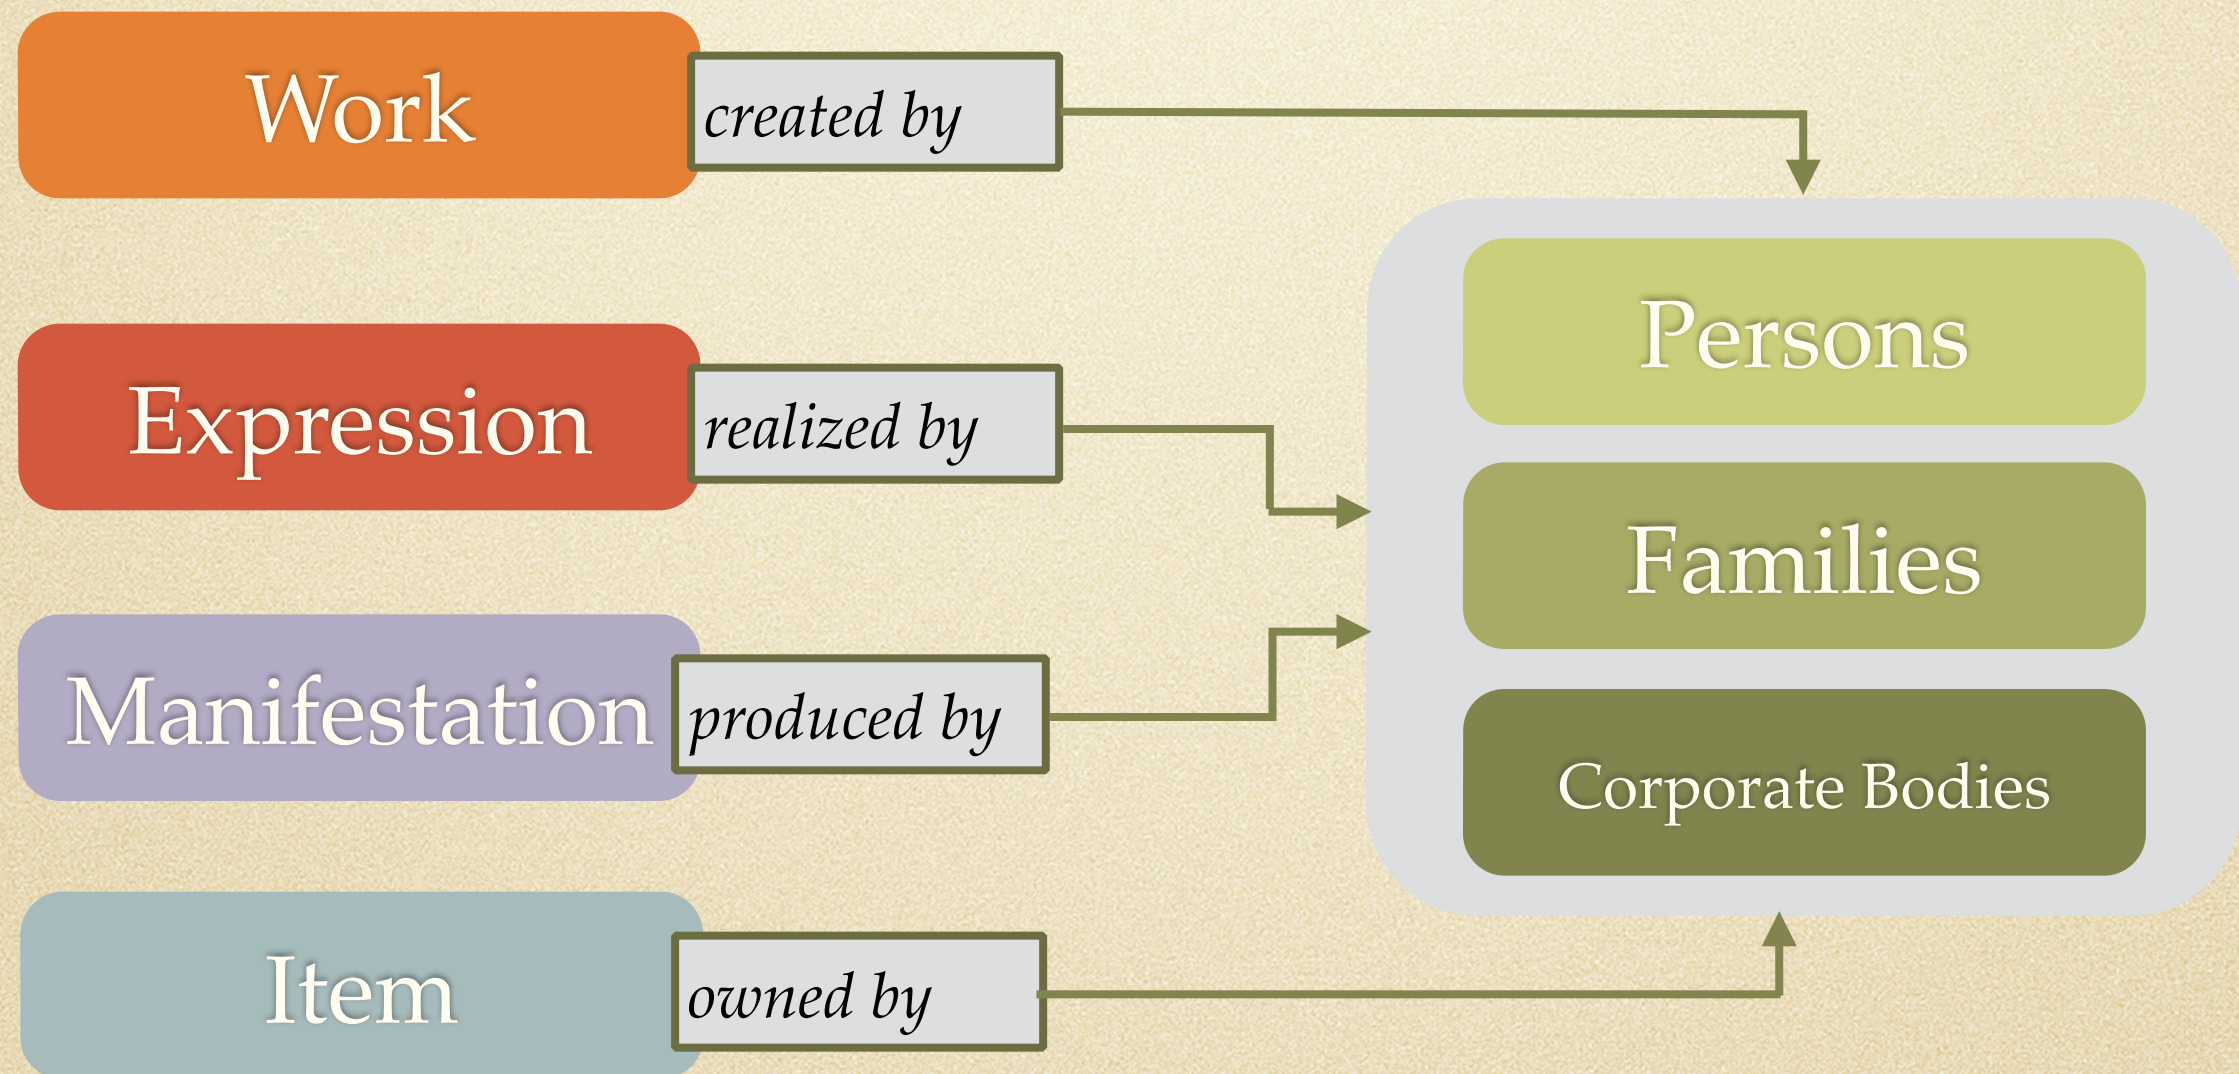 Work
created by
Expression
realized by
Manifestation
produced by
Item
owned by
Persons
Families
Corporate Bodies